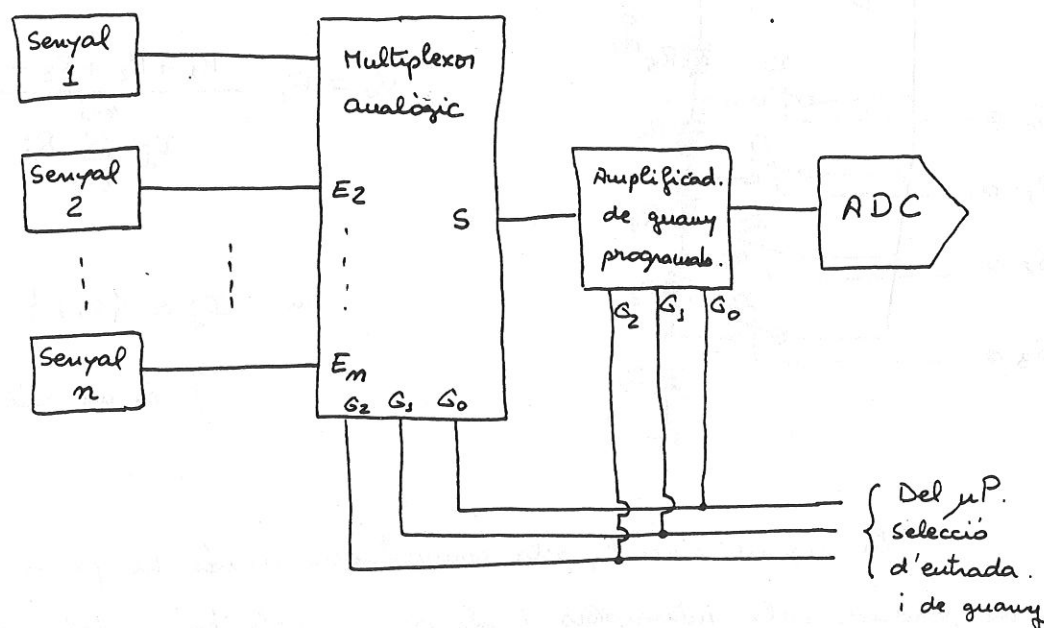 Senyal
1
Multiplexor
analògic
Senyal
2
E2
S
Amplificad.
de guany
programab.
ADC
G2 G1 G0
Senyal
n
En
G2 G1 G0
Del µP.
selecció
d'entrada.
i de guany